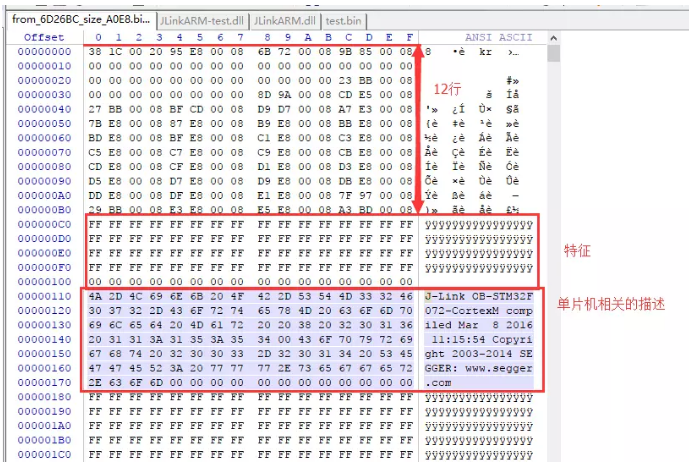 from_6D26BC_size_A0E8.bi... JLinkARM-test.dll JLinkARM.dll test.bin
Offset 0 1 2 3 4 5 6 7 8 9 A B C D E F ANSI ASCII
00000000 38 1C 00 20 95 E8 00 08 6B 72 00 08 9B 85 00 08 8 •è kr ›…
00000010 00 00 00 00 00 00 00 00 00 00 00 00 00 00 00 00
00000020 00 00 00 00 00 00 00 00 00 00 00 00 23 BB 00 08 #»
00000030 00 00 00 00 00 00 00 00 8D 9A 00 08 CD E5 00 08 š Íå
12行
00000040 27 BB 00 08 BF CD 00 08 D9 D7 00 08 A7 E3 00 08 '» ¿Í Ù× §ã
00000050 7B E8 00 08 87 E8 00 08 B9 E8 00 08 BB E8 00 08 {è ‡è ¹è »è
00000060 BD E8 00 08 BF E8 00 08 C1 E8 00 08 C3 E8 00 08 ½è ¿è Áè Ãè
00000070 C5 E8 00 08 C7 E8 00 08 C9 E8 00 08 CB E8 00 08 Åè Çè Éè Ëè
00000080 CD E8 00 08 CF E8 00 08 D1 E8 00 08 D3 E8 00 08 Íè Ïè Ñè Óè
00000090 D5 E8 00 08 D7 E8 00 08 D9 E8 00 08 DB E8 00 08 Õè ×è Ùè Ûè
000000A0 DD E8 00 08 DF E8 00 08 E1 E8 00 08 7F 97 00 08 Ýè ßè áè —
000000B0 29 BB 00 08 E3 E8 00 08 E5 E8 00 08 A3 BD 00 08 )» ãè åè £½
000000C0 FF FF FF FF FF FF FF FF FF FF FF FF FF FF FF FF ÿÿÿÿÿÿÿÿÿÿÿÿÿÿÿÿ
000000D0 FF FF FF FF FF FF FF FF FF FF FF FF FF FF FF FF ÿÿÿÿÿÿÿÿÿÿÿÿÿÿÿÿ
000000E0 FF FF FF FF FF FF FF FF FF FF FF FF FF FF FF FF ÿÿÿÿÿÿÿÿÿÿÿÿÿÿÿÿ
特征
000000F0 FF FF FF FF FF FF FF FF FF FF FF FF FF FF FF FF ÿÿÿÿÿÿÿÿÿÿÿÿÿÿÿÿ
00000100 00 00 00 00 00 00 00 00 00 00 00 00 00 00 00 00
00000110 4A 2D 4C 69 6E 6B 20 4F 42 2D 53 54 4D 33 32 46 J-Link OB-STM32F
单片机相关的描述
00000120 30 37 32 2D 43 6F 72 74 65 78 4D 20 63 6F 6D 70 072-CortexM comp
00000130 69 6C 65 64 20 4D 61 72 20 20 38 20 32 30 31 36 iled Mar  8 2016
00000140 20 31 31 3A 31 35 3A 35 34 00 43 6F 70 79 72 69 11:15:54 Copyri
00000150 67 68 74 20 32 30 30 33 2D 32 30 31 34 20 53 45 ght 2003-2014 SE
00000160 47 47 45 52 3A 20 77 77 77 2E 73 65 67 67 65 72 GGER: www.segger
00000170 2E 63 6F 6D 00 00 00 00 00 00 00 00 00 00 00 00 .com
00000180 FF FF FF FF FF FF FF FF FF FF FF FF FF FF FF FF ÿÿÿÿÿÿÿÿÿÿÿÿÿÿÿÿ
00000190 FF FF FF FF FF FF FF FF FF FF FF FF FF FF FF FF ÿÿÿÿÿÿÿÿÿÿÿÿÿÿÿÿ
000001A0 FF FF FF FF FF FF FF FF FF FF FF FF FF FF FF FF ÿÿÿÿÿÿÿÿÿÿÿÿÿÿÿÿ
000001B0 FF FF FF FF FF FF FF FF FF FF FF FF FF FF FF FF ÿÿÿÿÿÿÿÿÿÿÿÿÿÿÿÿ
000001C0 FF FF FF FF FF FF FF FF FF FF FF FF FF FF FF FF ÿÿÿÿÿÿÿÿÿÿÿÿÿÿÿÿ